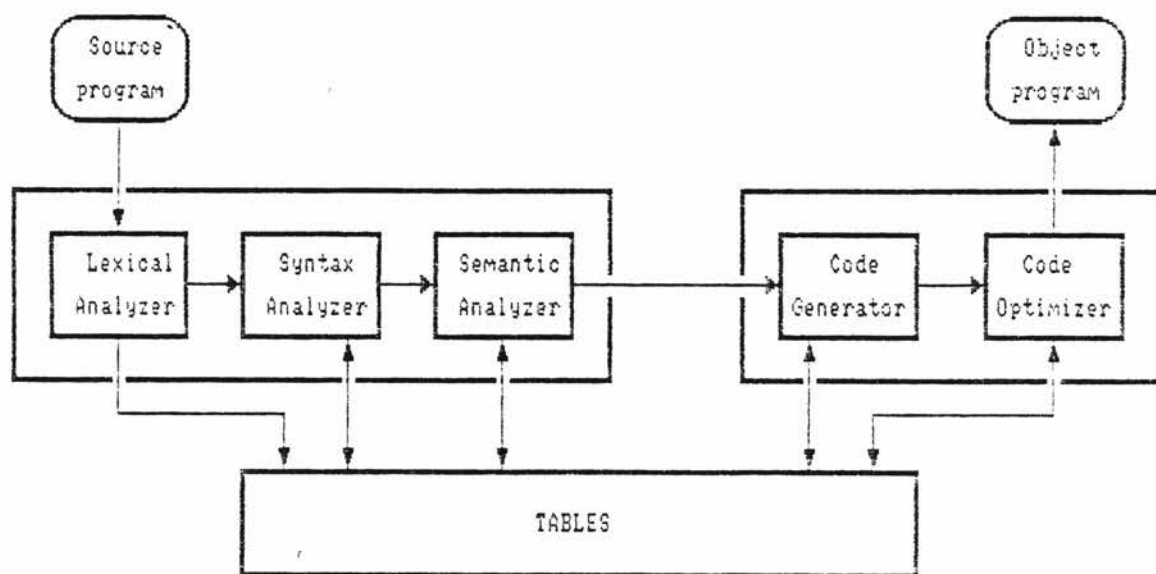 Source
program
Object
program
Lexical
Analyzer
Syntax
Analyzer
Semantic
Analyzer
Code
Generator
Code
Optimizer
TABLES